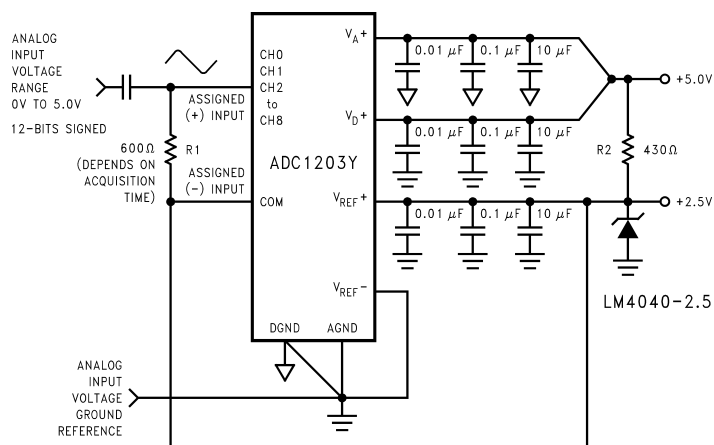 ANALOG
INPUT
VOLTAGE
RANGE
0V TO 5.0V
12-BITS SIGNED
600Ω
(DEPENDS ON
ACQUISITION
TIME)
R1
ASSIGNED
(+) INPUT
ASSIGNED
(-) INPUT
CH0
CH1
CH2
to
CH8
COM
ADC1203Y
VA+
VD+
VREF+
VREF-
DGND
AGND
0.01 µF
0.1 µF
10 µF
0.01 µF
0.1 µF
10 µF
0.01 µF
0.1 µF
10 µF
+5.0V
R2
430Ω
+2.5V
LM4040-2.5
ANALOG
INPUT
VOLTAGE
GROUND
REFERENCE